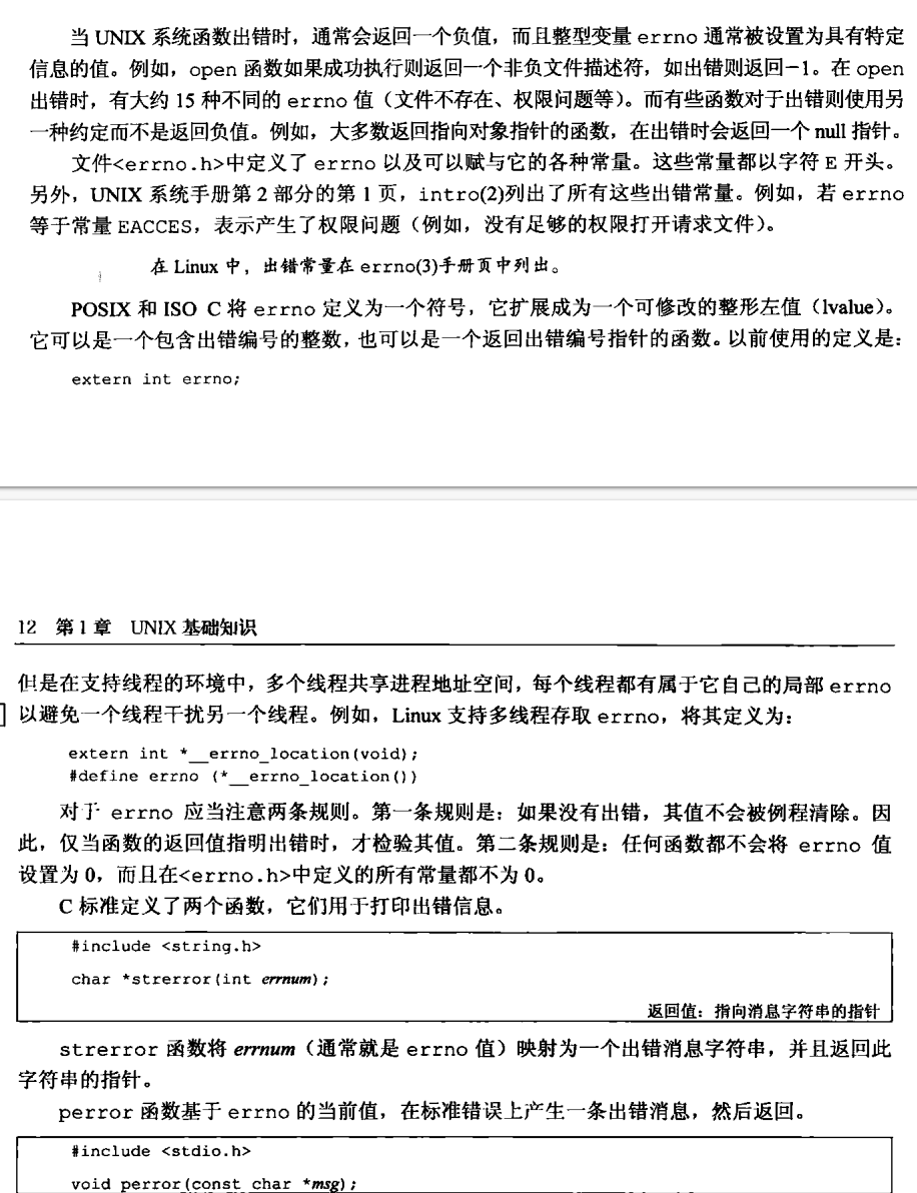 当 UNIX 系统函数出错时，通常会返回一个负值，而且整型变量 errno 通常被设置为具有特定
信息的值。例如，open 函数如果成功执行则返回一个非负文件描述符，如出错则返回−1。在 open
出错时，有大约 15 种不同的 errno 值（文件不存在、权限问题等）。而有些函数对于出错则使用另
一种约定而不是返回负值。例如，大多数返回指向对象指针的函数，在出错时会返回一个 null 指针。
文件<errno.h>中定义了 errno 以及可以赋与它的各种常量。这些常量都以字符 E 开头。
另外，UNIX 系统手册第 2 部分的第 1 页，intro(2)列出了所有这些出错常量。例如，若 errno
等于常量 EACCES，表示产生了权限问题（例如，没有足够的权限打开请求文件）。
在 Linux 中，出错常量在 errno(3)手册页中列出。
POSIX 和 ISO C 将 errno 定义为一个符号，它扩展成为一个可修改的整形左值（lvalue）。
它可以是一个包含出错编号的整数，也可以是一个返回出错编号指针的函数。以前使用的定义是：
extern int errno;
12 第 1 章 UNIX 基础知识
但是在支持线程的环境中，多个线程共享进程地址空间，每个线程都有属于它自己的局部 errno
以避免一个线程干扰另一个线程。例如，Linux 支持多线程存取 errno，将其定义为：
extern int *__errno_location(void);
#define errno (*__errno_location())
对于 errno 应当注意两条规则。第一条规则是：如果没有出错，其值不会被例程清除。因
此，仅当函数的返回值指明出错时，才检验其值。第二条规则是：任何函数都不会将 errno 值
设置为 0，而且在<errno.h>中定义的所有常量都不为 0。
C 标准定义了两个函数，它们用于打印出错信息。
#include <string.h>
char *strerror(int errnum);
返回值：指向消息字符串的指针
strerror 函数将 errnum（通常就是 errno 值）映射为一个出错消息字符串，并且返回此
字符串的指针。
perror 函数基于 errno 的当前值，在标准错误上产生一条出错消息，然后返回。
#include <stdio.h>
void perror(const char *msg);